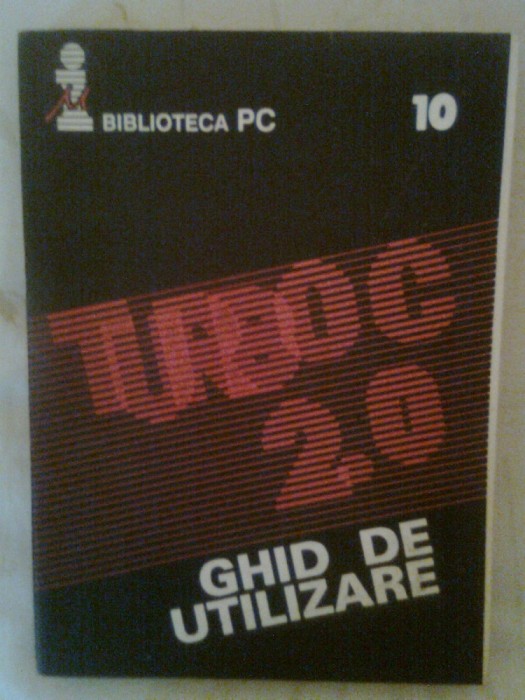 BIBLIOTECA PC
10
TURBO C
2.0
GHID DE
UTILIZARE